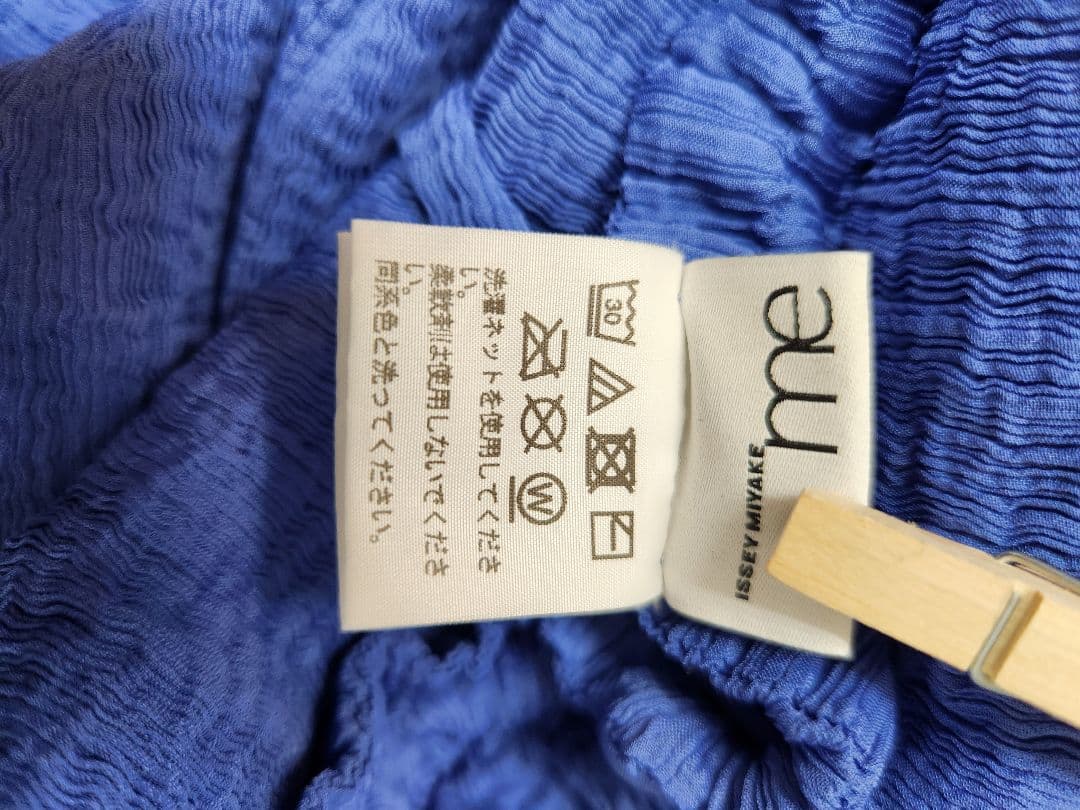 ISSEY MIYAKE
me
30
W
洗濯ネットを使用してくださ
い。
柔軟剤は使用しないでくださ
い。
同系色と洗ってください。